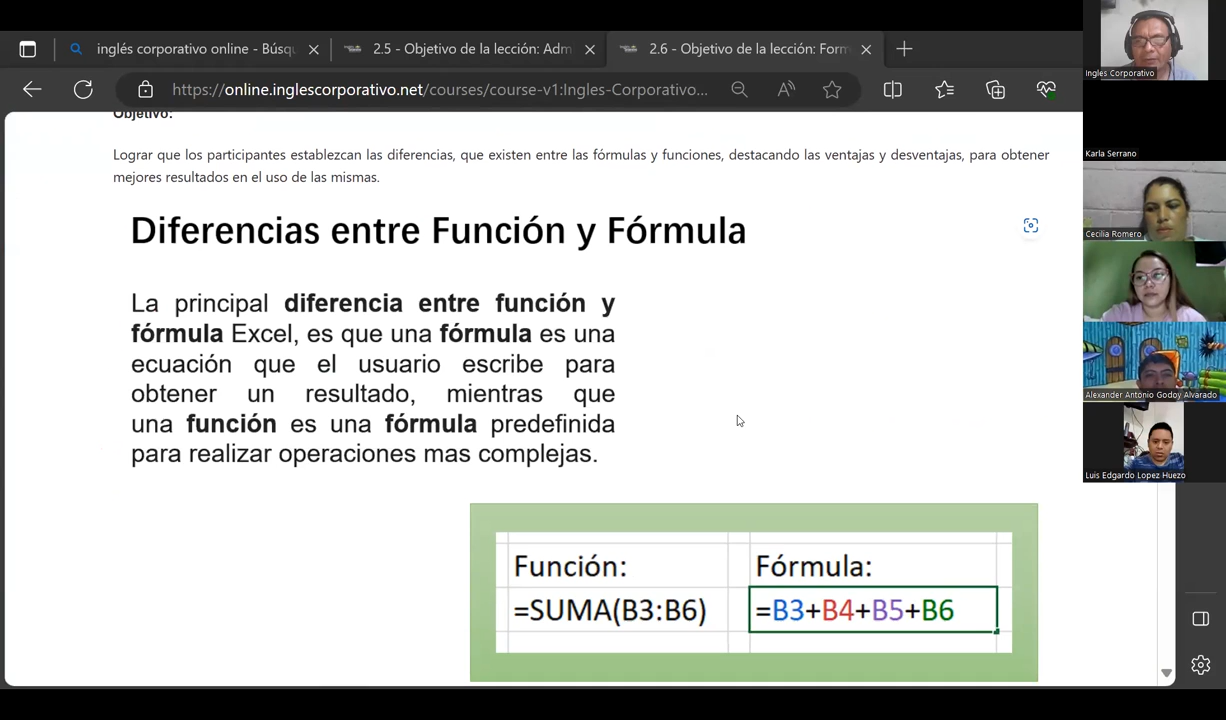 inglés corporativo online - Búsqu
2.5 - Objetivo de la lección: Adm
2.6 - Objetivo de la lección: Form
https://online.inglescorporativo.net/courses/course-v1:Ingles-Corporativo...
Objetivo:
Lograr que los participantes establezcan las diferencias, que existen entre las fórmulas y funciones, destacando las ventajas y desventajas, para obtener
mejores resultados en el uso de las mismas.
Diferencias entre Función y Fórmula
La principal diferencia entre función y
fórmula Excel, es que una fórmula es una
ecuación que el usuario escribe para
obtener un resultado, mientras que
una función es una fórmula predefinida
para realizar operaciones mas complejas.
Función: Fórmula:
=SUMA(B3:B6) =B3+B4+B5+B6
Ingles Corporativo
Karla Serrano
Cecilia Romero
Alexander Antonio Godoy Alvarado
Luis Edgardo Lopez Huezo